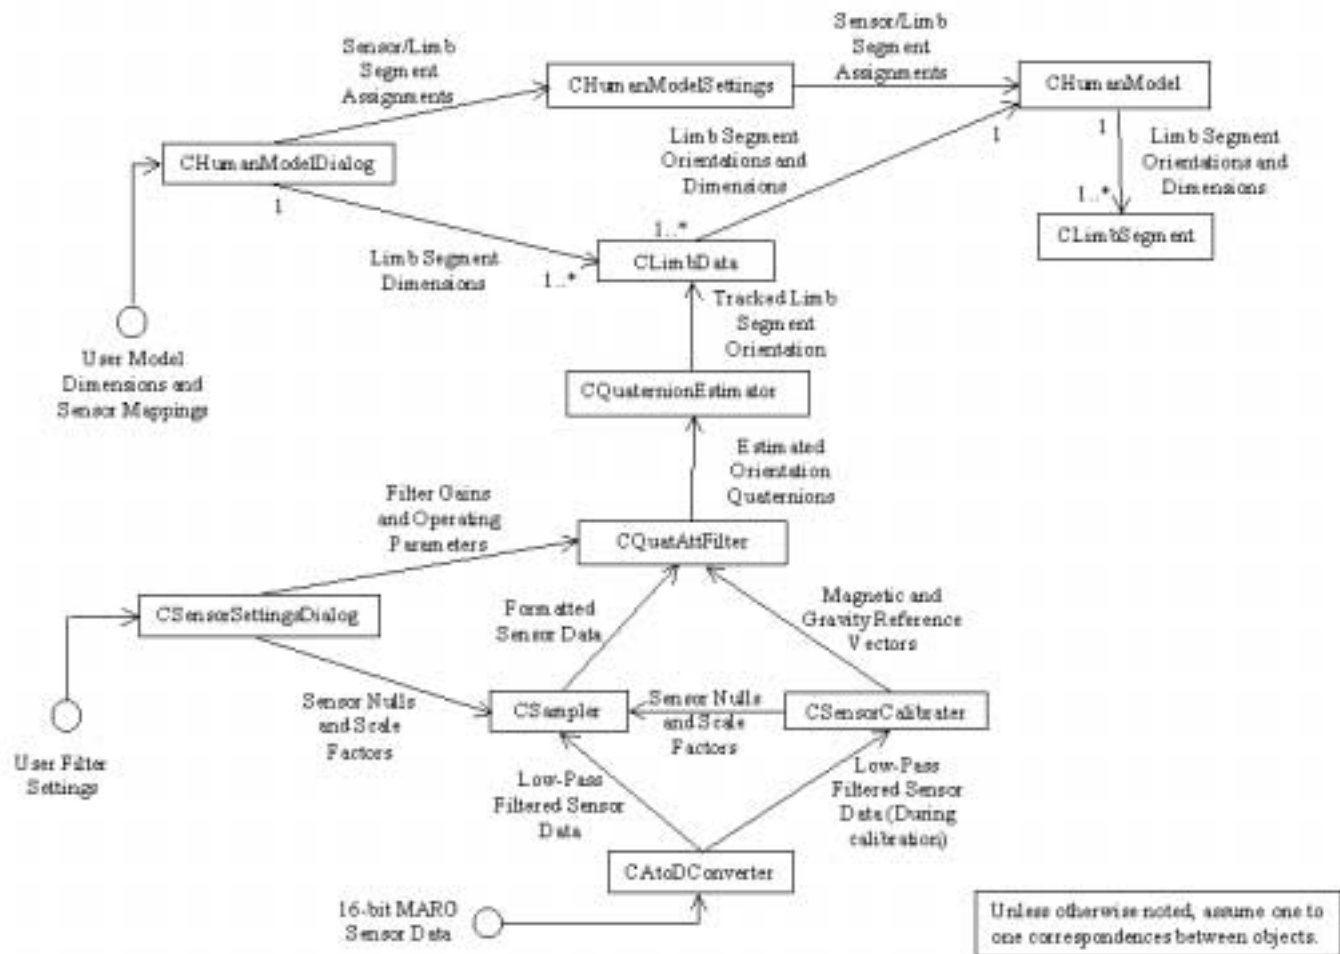 Sensor/Limb
Segment
Assignments
CHumanModelSettings
Sensor/Limb
Segment
Assignments
CHumanModel
1
1
Limb Segment
Orientations and
Dimensions
Limb Segment
Orientations and
Dimensions
CHumanModelDialog
1
1..*
1..*
CLimbSegment
Limb Segment
Dimensions
1..*
CLimbData
Tracked Limb
Segment
Orientation
User Model
Dimensions and
Sensor Mappings
CQuaternionEstimator
Estimated
Orientation
Quaternions
Filter Gains
and Operating
Parameters
CQuatAttFilter
CSensorSettingsDialog
Formatted
Sensor Data
Magnetic and
Gravity Reference
Vectors
Sensor Nulls
and Scale
Factors
CSampler
Sensor Nulls
and Scale
Factors
CSensorCalibrater
User Filter
Settings
Low-Pass
Filtered Sensor
Data
Low-Pass
Filtered Sensor
Data (During
calibration)
CAtoDConverter
16-bit MARG
Sensor Data
Unless otherwise noted, assume one to
one correspondences between objects.